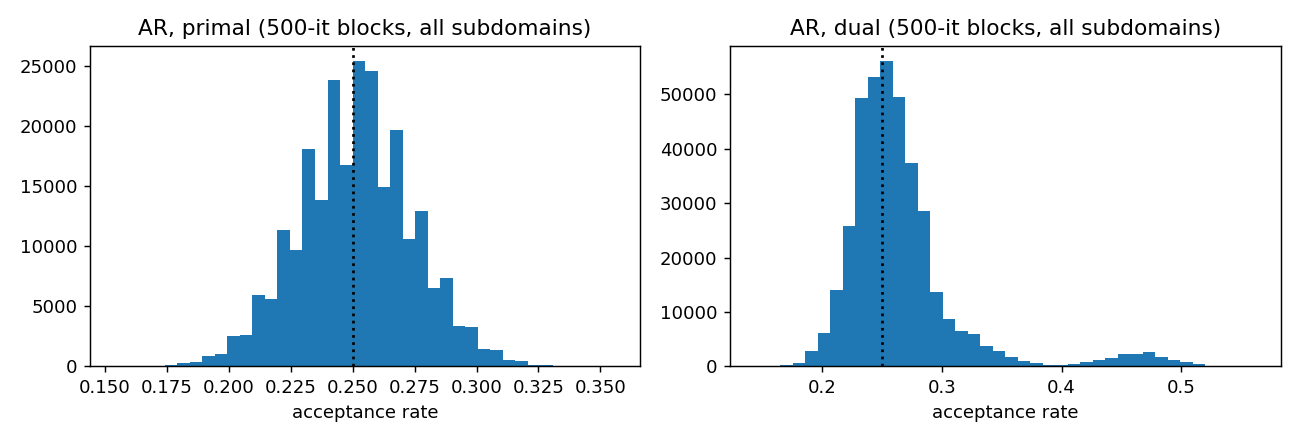 AR, primal (500-it blocks, all subdomains)
25000
20000
15000
10000
5000
0
0.150 0.175 0.200 0.225 0.250 0.275 0.300 0.325 0.350
acceptance rate
AR, dual (500-it blocks, all subdomains)
50000
40000
30000
20000
10000
0
0.2 0.3 0.4 0.5
acceptance rate